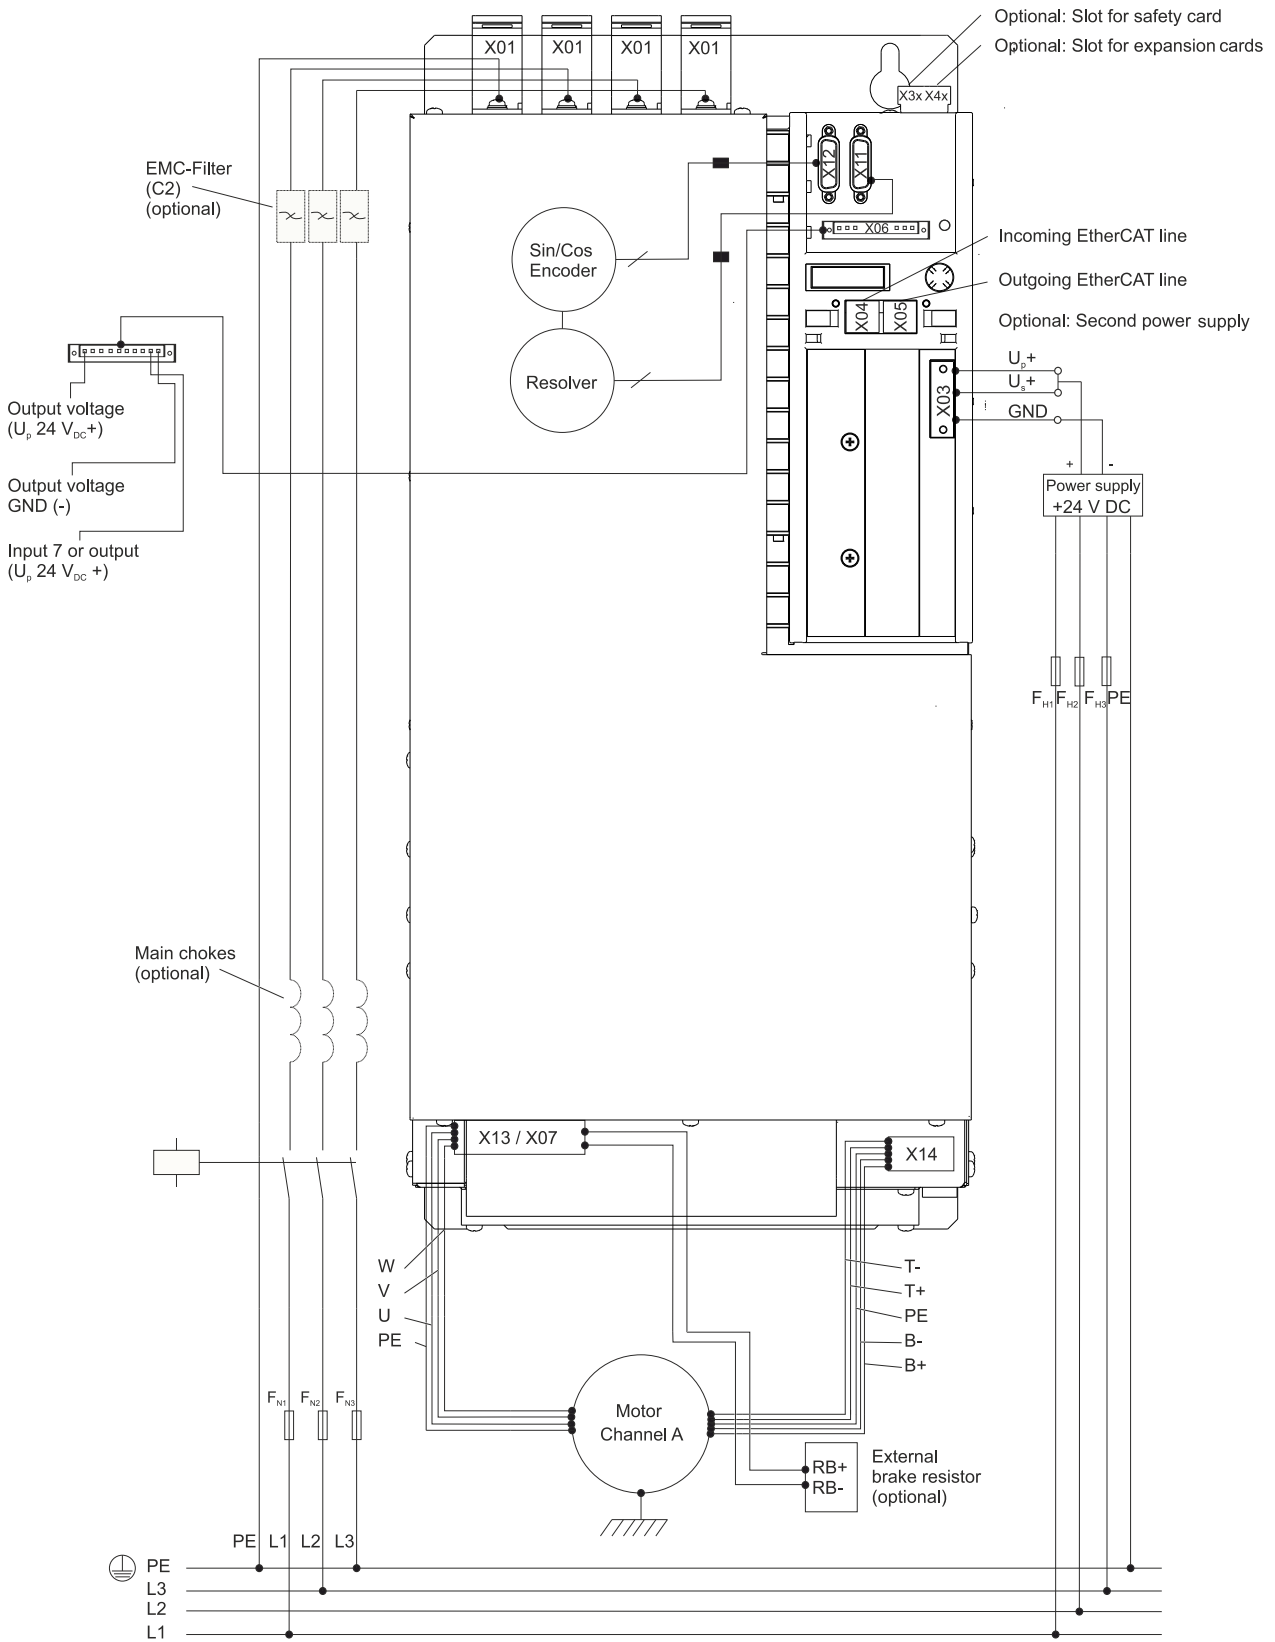 Optional: Slot for safety card
Optional: Slot for expansion cards
X01 X01 X01 X01
X3x X4x
EMC-Filter
(C2)
(optional)
X12 X11
X06
Sin/Cos
Encoder
Incoming EtherCAT line
Outgoing EtherCAT line
X04 X05
Optional: Second power supply
Resolver
Up+
Us+
GND
X03
Output voltage
(Up 24 VDC+)
Output voltage
GND (-)
Input 7 or output
(Up 24 VDC +)
+ -
Power supply
+24 V DC
FH1 FH2 FH3 PE
Main chokes
(optional)
X13 / X07
X14
W
V
U
PE
T-
T+
PE
B-
B+
FN1 FN2 FN3
Motor
Channel A
RB+
RB-
External
brake resistor
(optional)
PE L1 L2 L3
PE
L3
L2
L1